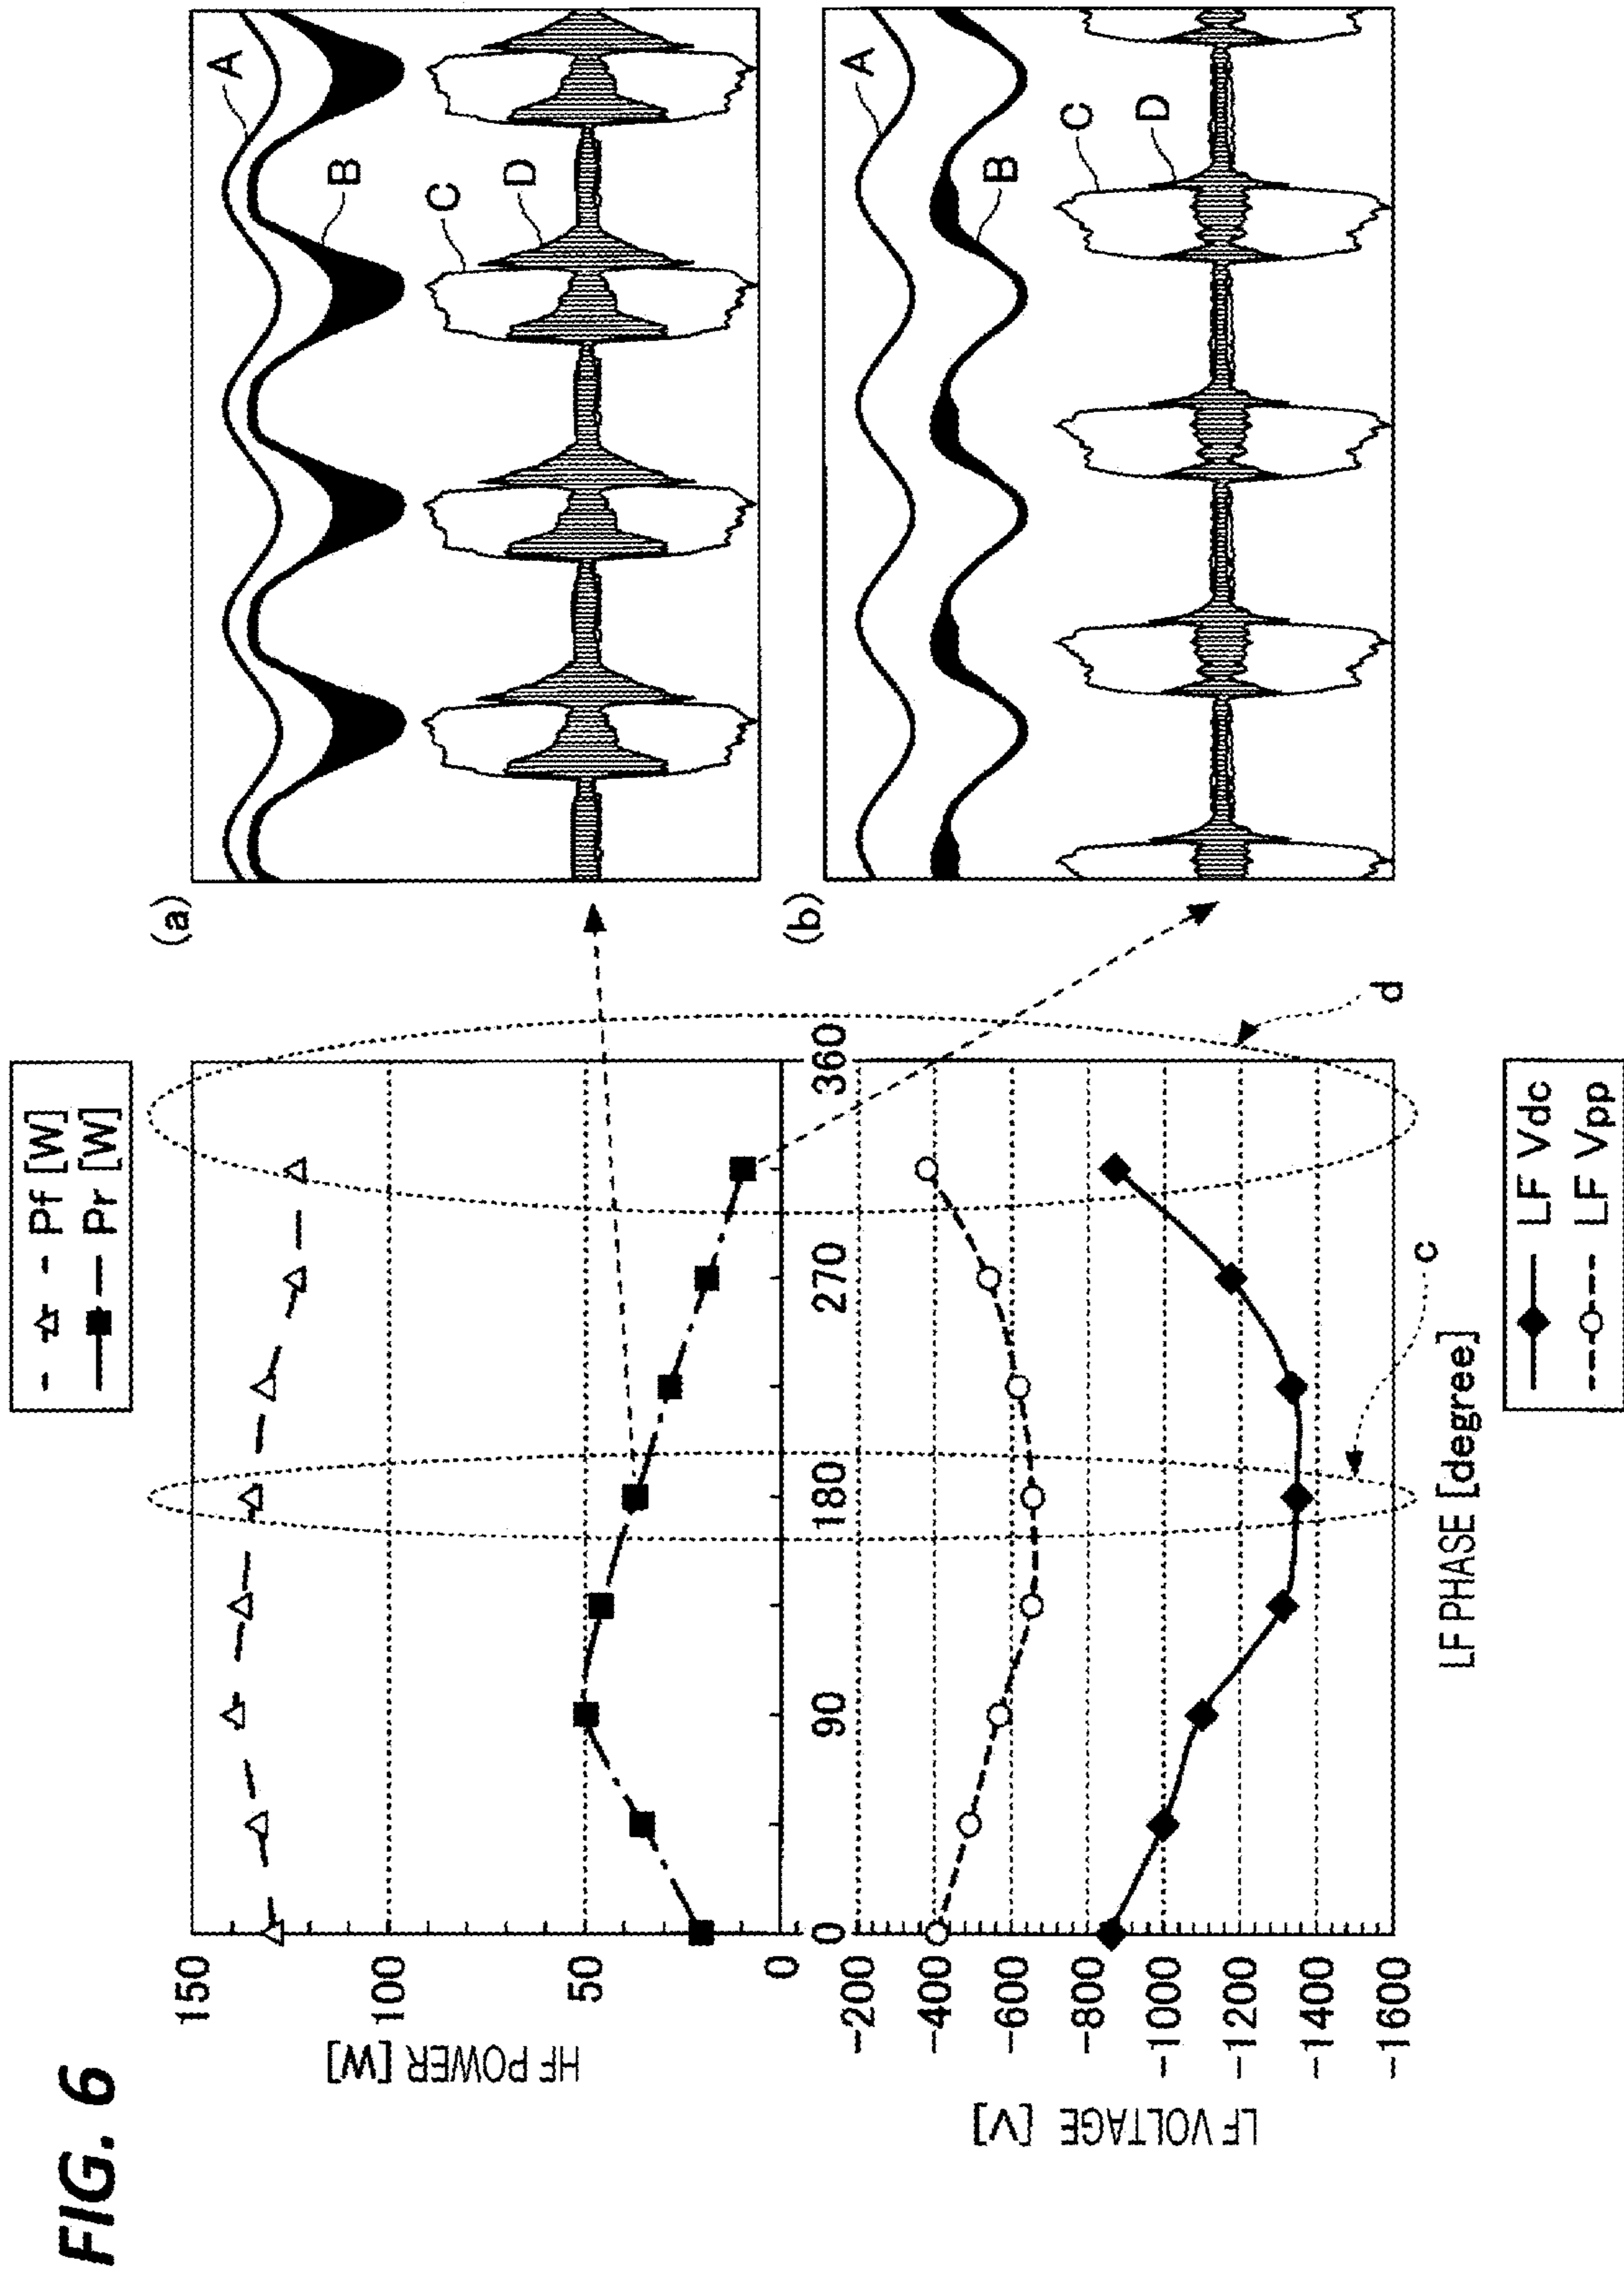 FIG. 6
Pf [W]
Pr [W]
HF POWER [W]
150
100
50
0
0
90
180
270
360
LF VOLTAGE [V]
-200
-400
-600
-800
-1000
-1200
-1400
-1600
LF PHASE [degree]
c
d
LF Vdc
LF Vpp
(a)
A
B
C
D
(b)
A
B
C
D